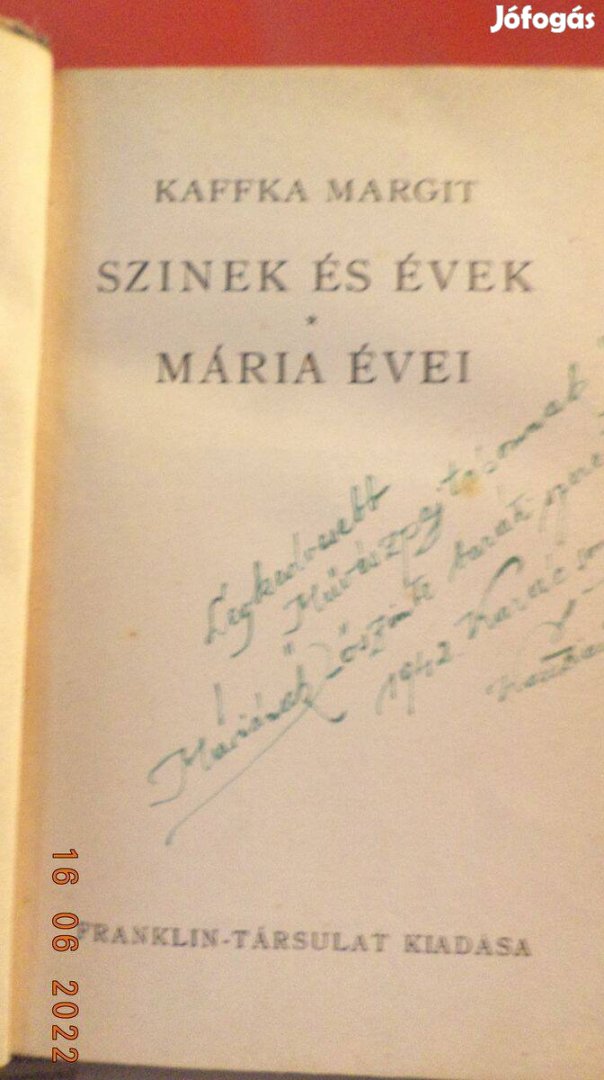 Jófogás
KAFFKA MARGIT
SZINEK ÉS ÉVEK
*
MÁRIA ÉVEI
Legkedvesebb
Művészpajtásomnak
Máriának őszinte baráti
1942 Karácson
FRANKLIN-TÁRSULAT KIADÁSA
16 06 2022